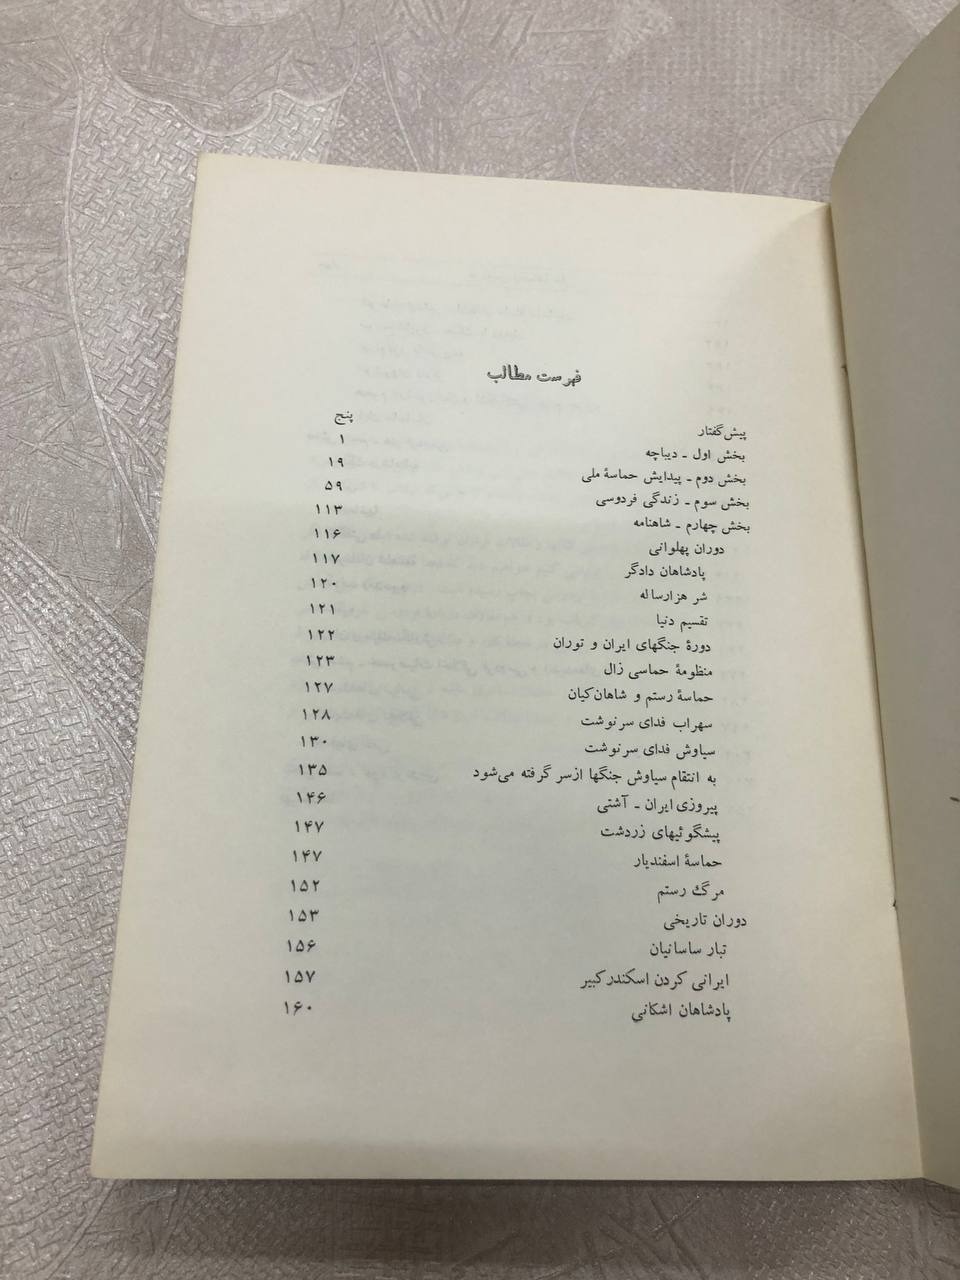 فهرست مطالب
پیش‌گفتار پنج
بخش اول ـ دیباچه ۱
بخش دوم ـ پیدایش حماسهٔ ملی ۱۹
بخش سوم ـ زندگی فردوسی ۵۹
بخش چهارم ـ شاهنامه ۱۱۳
دوران پهلوانی ۱۱۶
پادشاهان دادگر ۱۱۷
شر هزارساله ۱۲۰
تقسیم دنیا ۱۲۱
دورهٔ جنگهای ایران و توران ۱۲۲
منظومهٔ حماسی زال ۱۲۳
حماسهٔ رستم و شاهان‌کیان ۱۲۷
سهراب فدای سرنوشت ۱۲۸
سیاوش فدای سرنوشت ۱۳۰
به انتقام سیاوش جنگها ازسر گرفته می‌شود ۱۳۵
پیروزی ایران ـ آشتی ۱۴۶
پیشگوئیهای زردشت ۱۴۷
حماسهٔ اسفندیار ۱۴۷
مرگ رستم ۱۵۲
دوران تاریخی ۱۵۳
تبار ساسانیان ۱۵۶
ایرانی کردن اسکندرکبیر ۱۵۷
پادشاهان اشکانی ۱۶۰